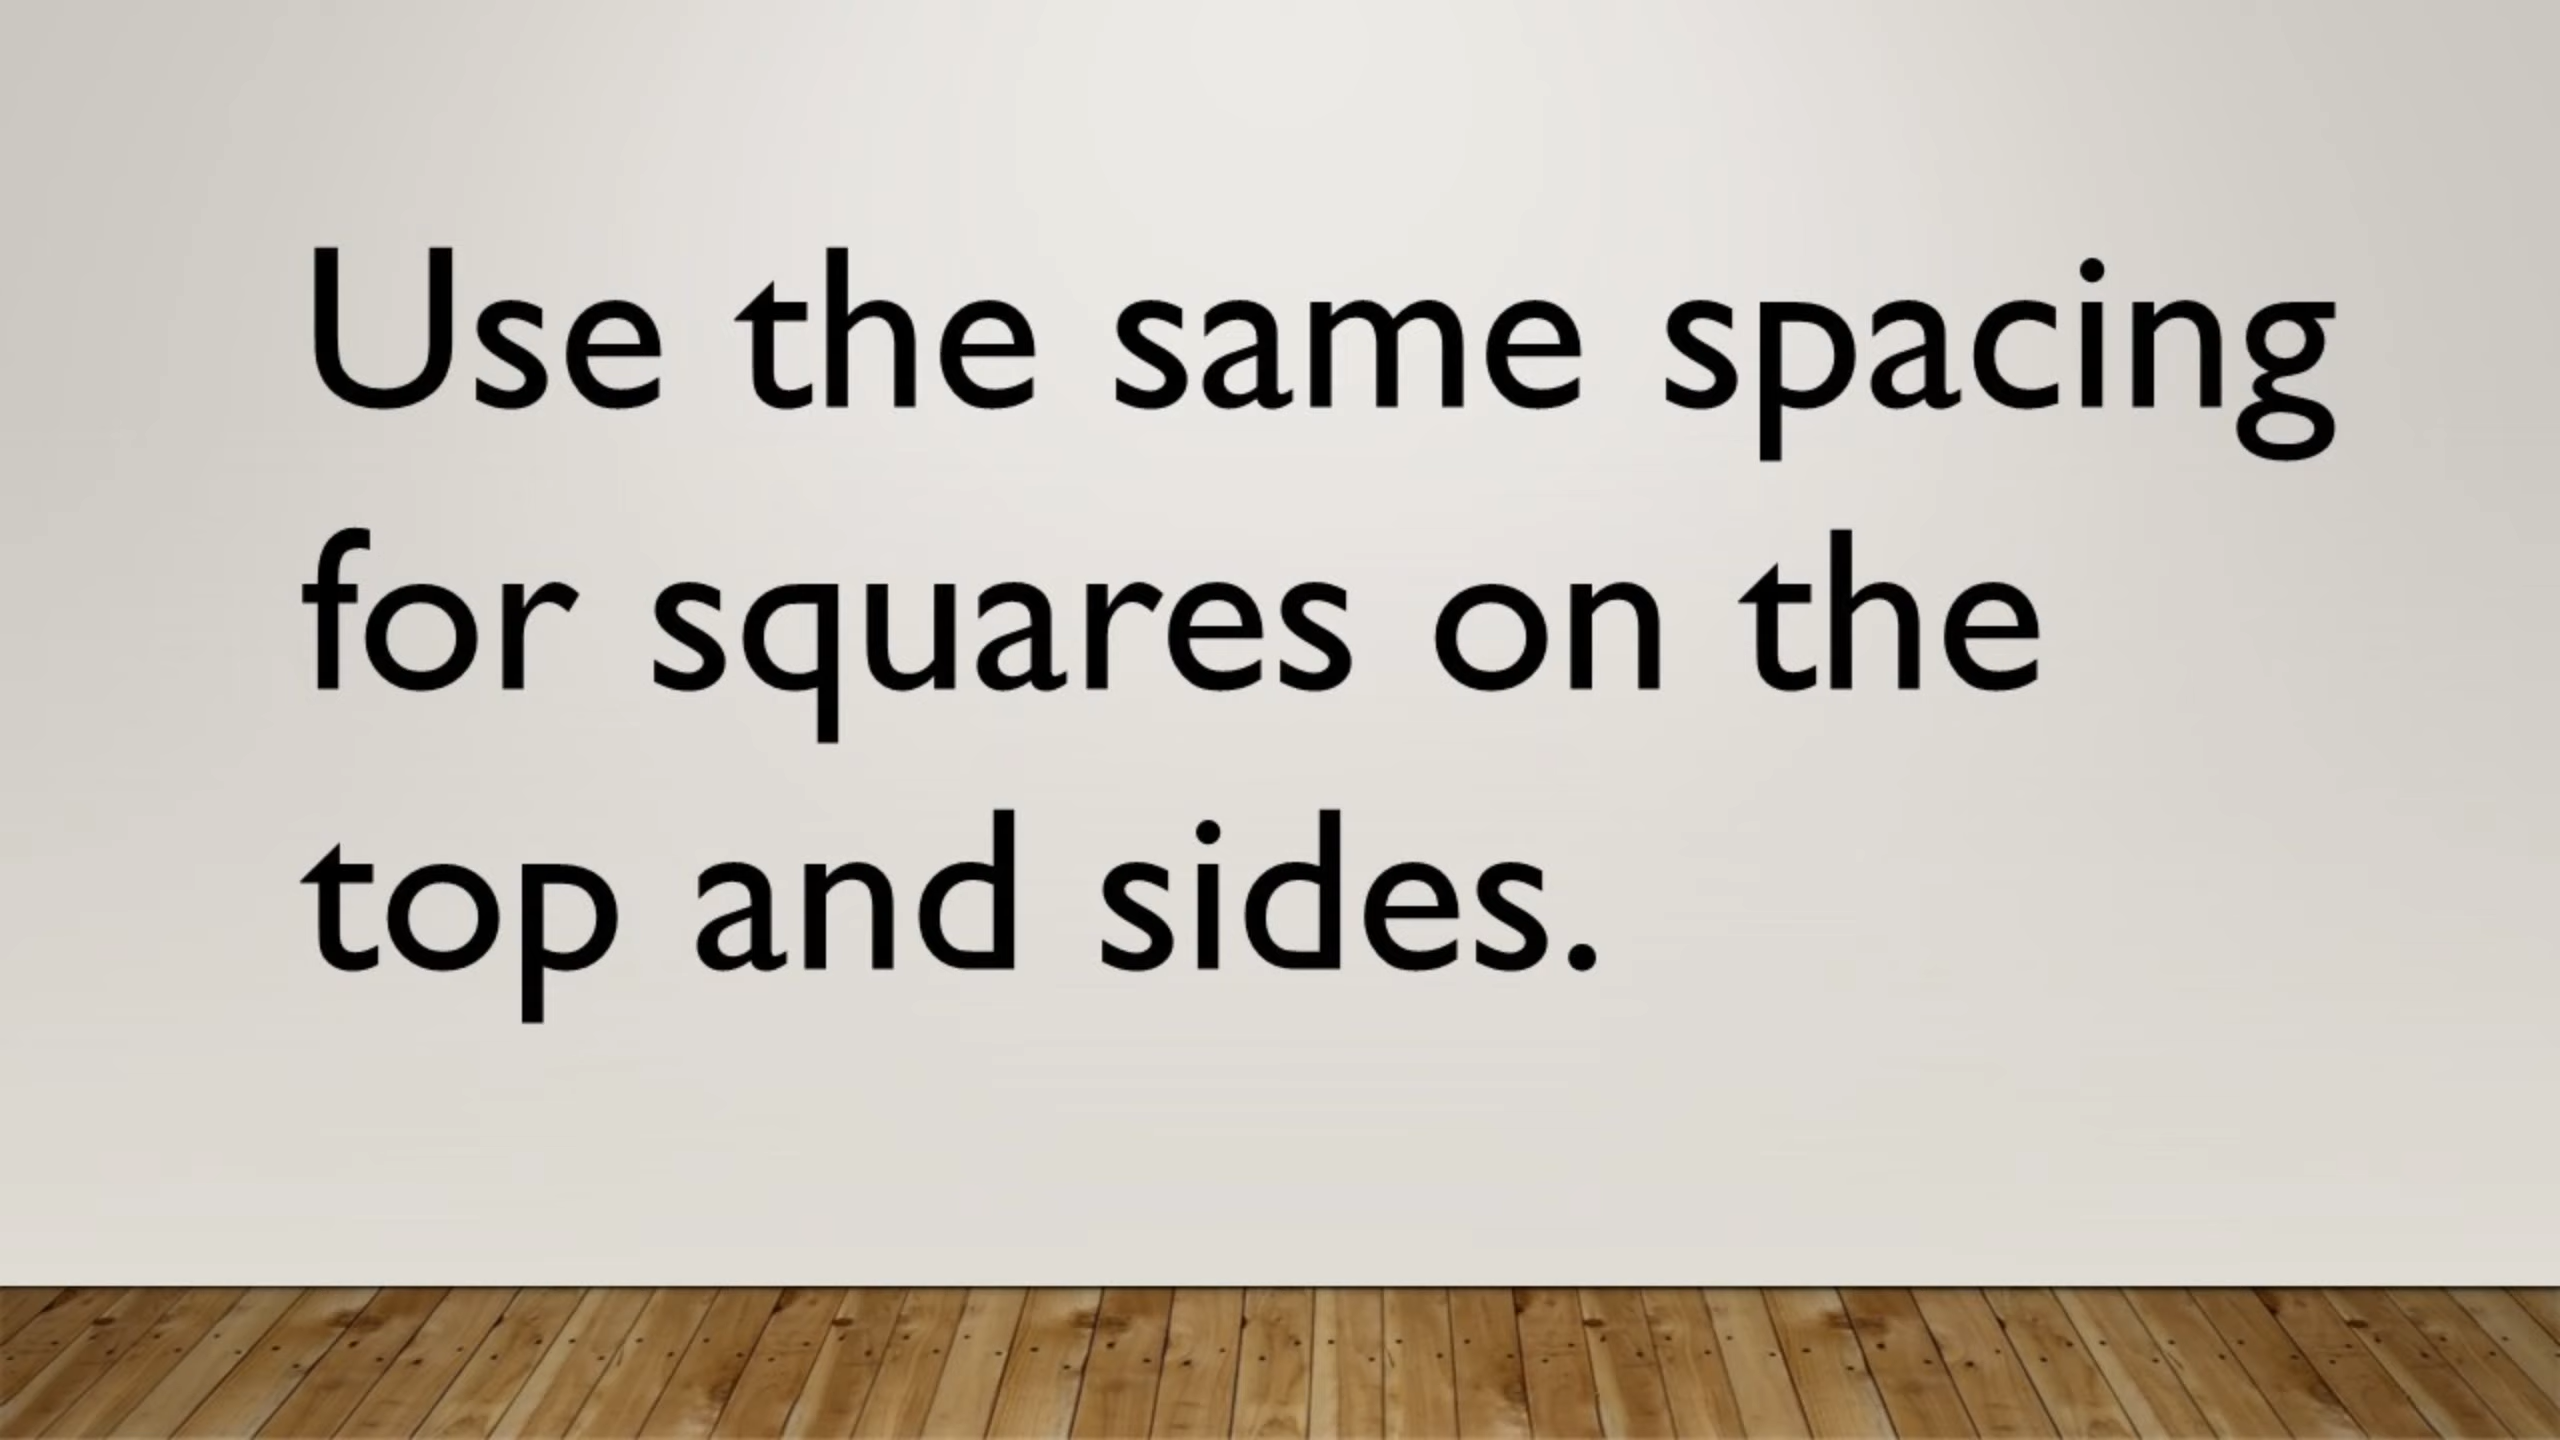 Use the same spacing
for squares on the
top and sides.